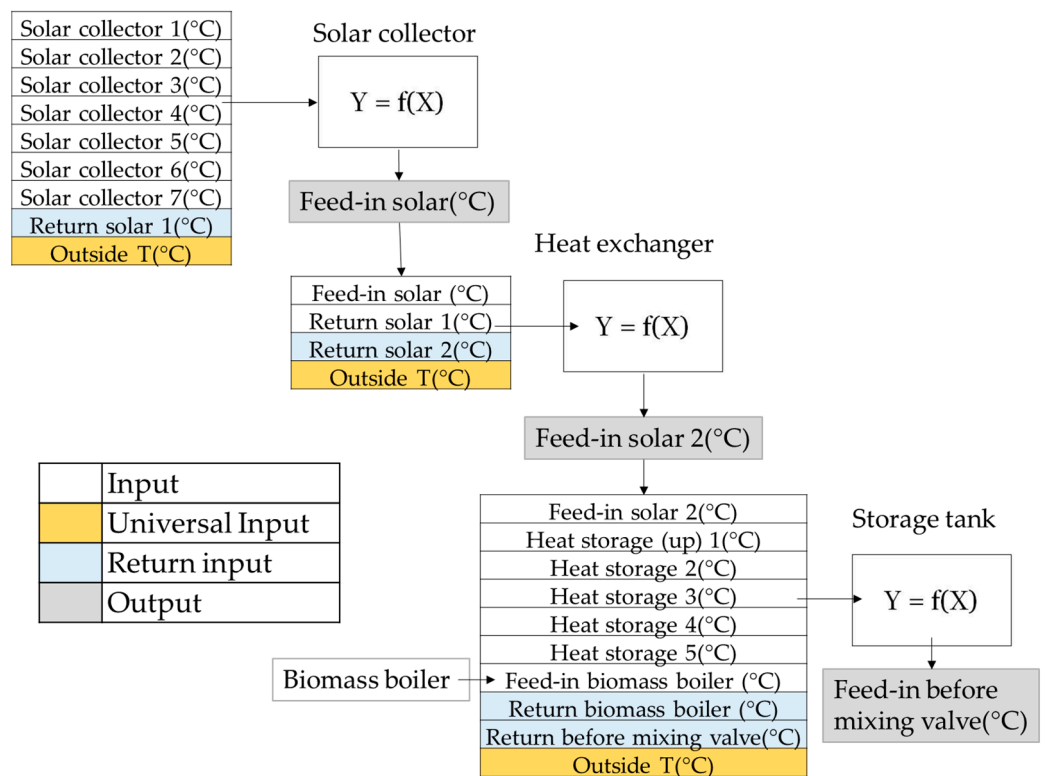 Solar collector 1(°C)
Solar collector 2(°C)
Solar collector 3(°C)
Solar collector 4(°C)
Solar collector 5(°C)
Solar collector 6(°C)
Solar collector 7(°C)
Return solar 1(°C)
Outside T(°C)
Solar collector
Y = f(X)
Feed-in solar(°C)
Feed-in solar (°C)
Return solar 1(°C)
Return solar 2(°C)
Outside T(°C)
Heat exchanger
Y = f(X)
Feed-in solar 2(°C)
Input
Universal Input
Return input
Output
Biomass boiler
Feed-in solar 2(°C)
Heat storage (up) 1(°C)
Heat storage 2(°C)
Heat storage 3(°C)
Heat storage 4(°C)
Heat storage 5(°C)
Feed-in biomass boiler (°C)
Return biomass boiler (°C)
Return before mixing valve(°C)
Outside T(°C)
Storage tank
Y = f(X)
Feed-in before
mixing valve(°C)